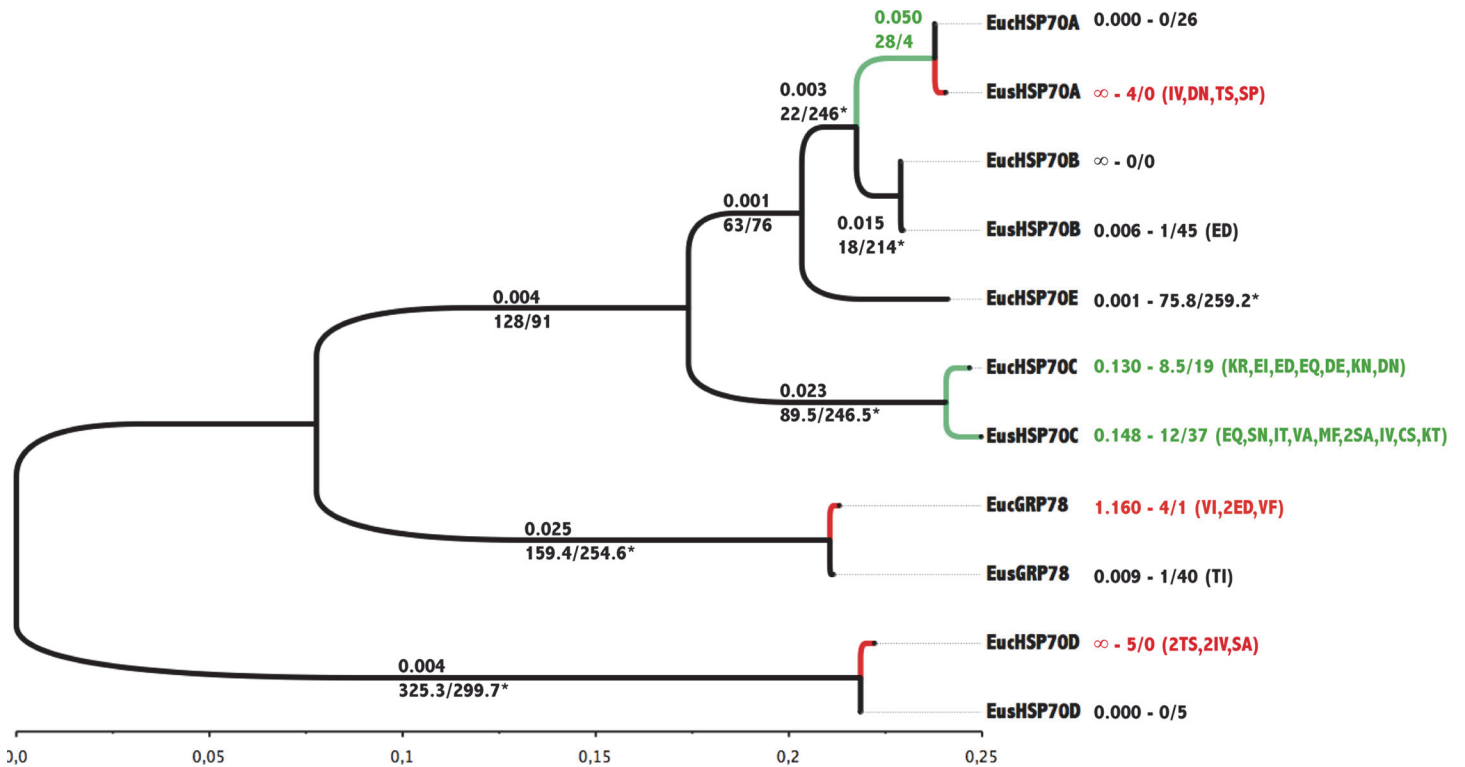 0.050
28/4
EucHSP70A 0.000 - 0/26
EusHSP70A ∞ - 4/0 (IV,DN,TS,SP)
0.003
22/246*
EucHSP70B ∞ - 0/0
0.001
63/76
0.015
18/214*
EusHSP70B 0.006 - 1/45 (ED)
0.004
128/91
EucHSP70E 0.001 - 75.8/259.2*
EucHSP70C 0.130 - 8.5/19 (KR,EI,ED,EQ,DE,KN,DN)
0.023
89.5/246.5*
EusHSP70C 0.148 - 12/37 (EQ,SN,IT,VA,MF,2SA,IV,CS,KT)
EucGRP78 1.160 - 4/1 (VI,2ED,VF)
0.025
159.4/254.6*
EusGRP78 0.009 - 1/40 (TI)
EucHSP70D ∞ - 5/0 (2TS,2IV,SA)
0.004
325.3/299.7*
EusHSP70D 0.000 - 0/5
0,0 0,05 0,1 0,15 0,2 0,25